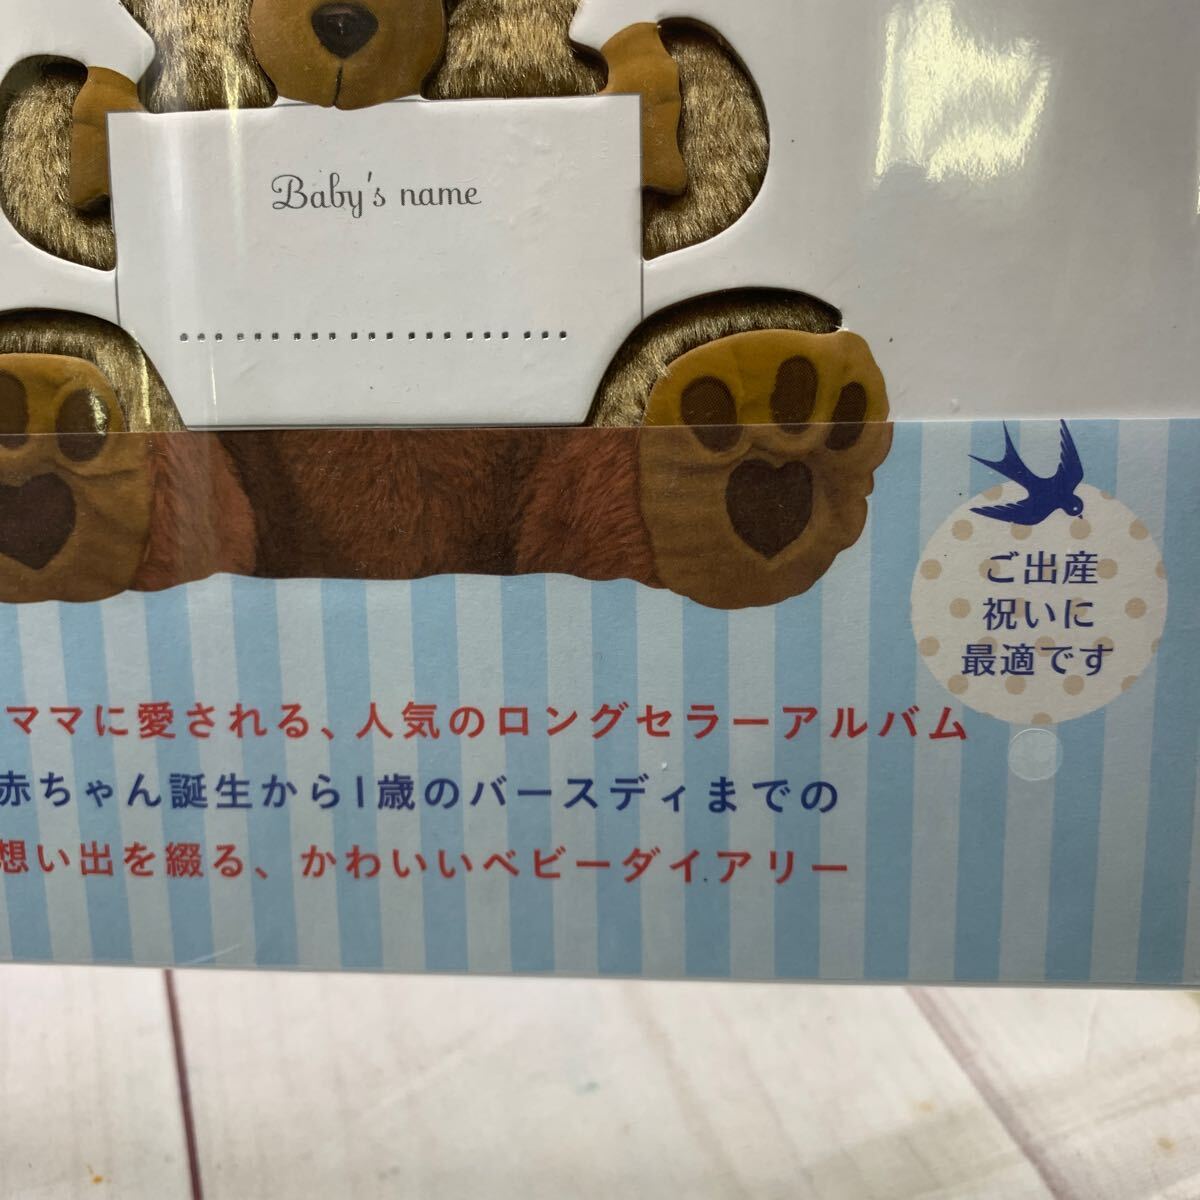 Baby's name
ご出産
祝いに
最適です
ママに愛される、人気のロングセラーアルバム
赤ちゃん誕生から1歳のバースディまでの
想い出を綴る、かわいいベビーダイアリー